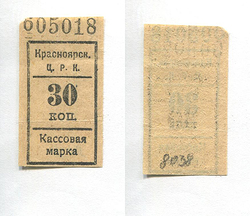 005018
Красноярск.
Ц. Р. К.
30
КОП.
Кассовая
марка
8038